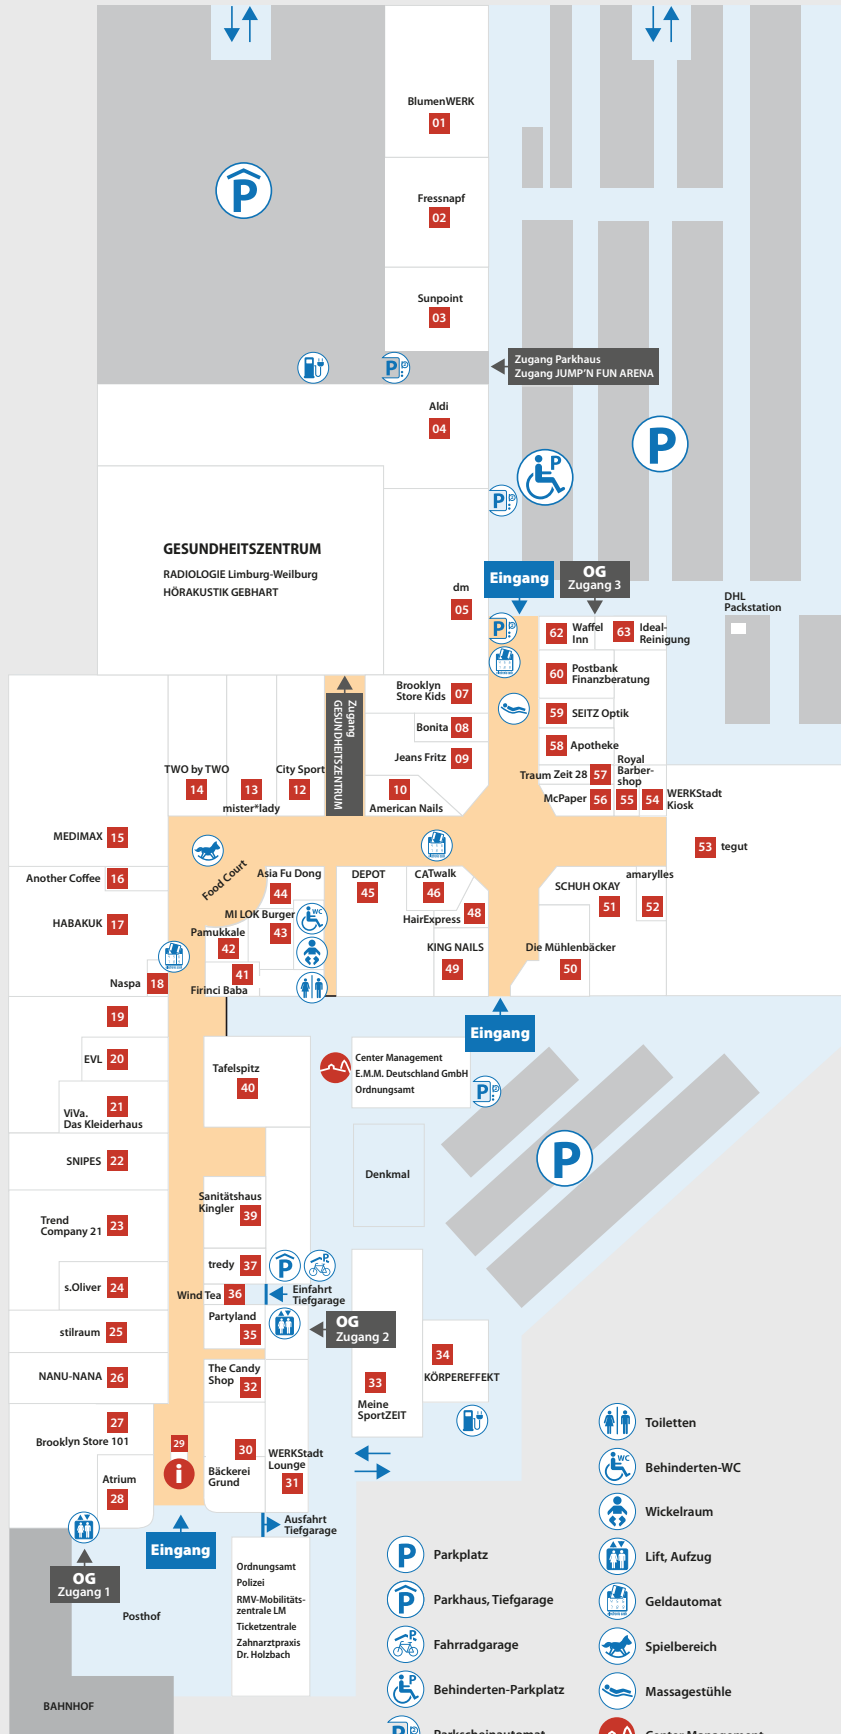 BlumenWERK
01
Fressnapf
02
Sunpoint
03
Zugang Parkhaus
Zugang JUMP'N FUN ARENA
Aldi
04
GESUNDHEITSZENTRUM
RADIOLOGIE Limburg-Weilburg
HÖRAKUSTIK GEBHART
dm
05
Eingang
OG
Zugang 3
DHL
Packstation
62 Waffel
Inn
63 Ideal-
Reinigung
60 Postbank
Finanzberatung
59 SEITZ Optik
58 Apotheke
Traum Zeit 28 57
Royal
Barber-
shop
McPaper 56
55
54 WERKStadt
Kiosk
53 tegut
Brooklyn
Store Kids 07
Bonita 08
Jeans Fritz 09
10
American Nails
Zugang
GESUNDHEITSZENTRUM
TWO by TWO
14
13
mister*lady
City Sport
12
MEDIMAX 15
Another Coffee 16
HABAKUK 17
Naspa 18
Food Court
Asia Fu Dong
44
MI LOK Burger
43
Pamukkale
42
41
Firinci Baba
WC
DEPOT
45
CATwalk
46
HairExpress 48
KING NAILS
49
SCHUH OKAY
51
amarylles
52
Die Mühlenbäcker
50
Eingang
19
EVL 20
21
ViVa.
Das Kleiderhaus
SNIPES 22
Trend
Company 21 23
s.Oliver 24
stilraum 25
NANU-NANA 26
27
Brooklyn Store 101
Atrium
28
Tafelspitz
40
Center Management
E.M.M. Deutschland GmbH
Ordnungsamt
Denkmal
Sanitätshaus
Kingler
39
tredy 37
Wind Tea 36
Einfahrt
Tiefgarage
Partyland
35
OG
Zugang 2
The Candy
Shop 32
34
KÖRPEREFFEKT
33
Meine
SportZEIT
29
i
30
Bäckerei
Grund
WERKStadt
Lounge
31
Ausfahrt
Tiefgarage
Eingang
OG
Zugang 1
Posthof
BAHNHOF
Ordnungsamt
Polizei
RMV-Mobilitäts-
zentrale LM
Ticketzentrale
Zahnarztpraxis
Dr. Holzbach
P Parkplatz
P Parkhaus, Tiefgarage
P Fahrradgarage
P Behinderten-Parkplatz
P Parkscheinautomat
Toiletten
WC Behinderten-WC
Wickelraum
Lift, Aufzug
Geldautomat
Spielbereich
Massagestühle
Center Management